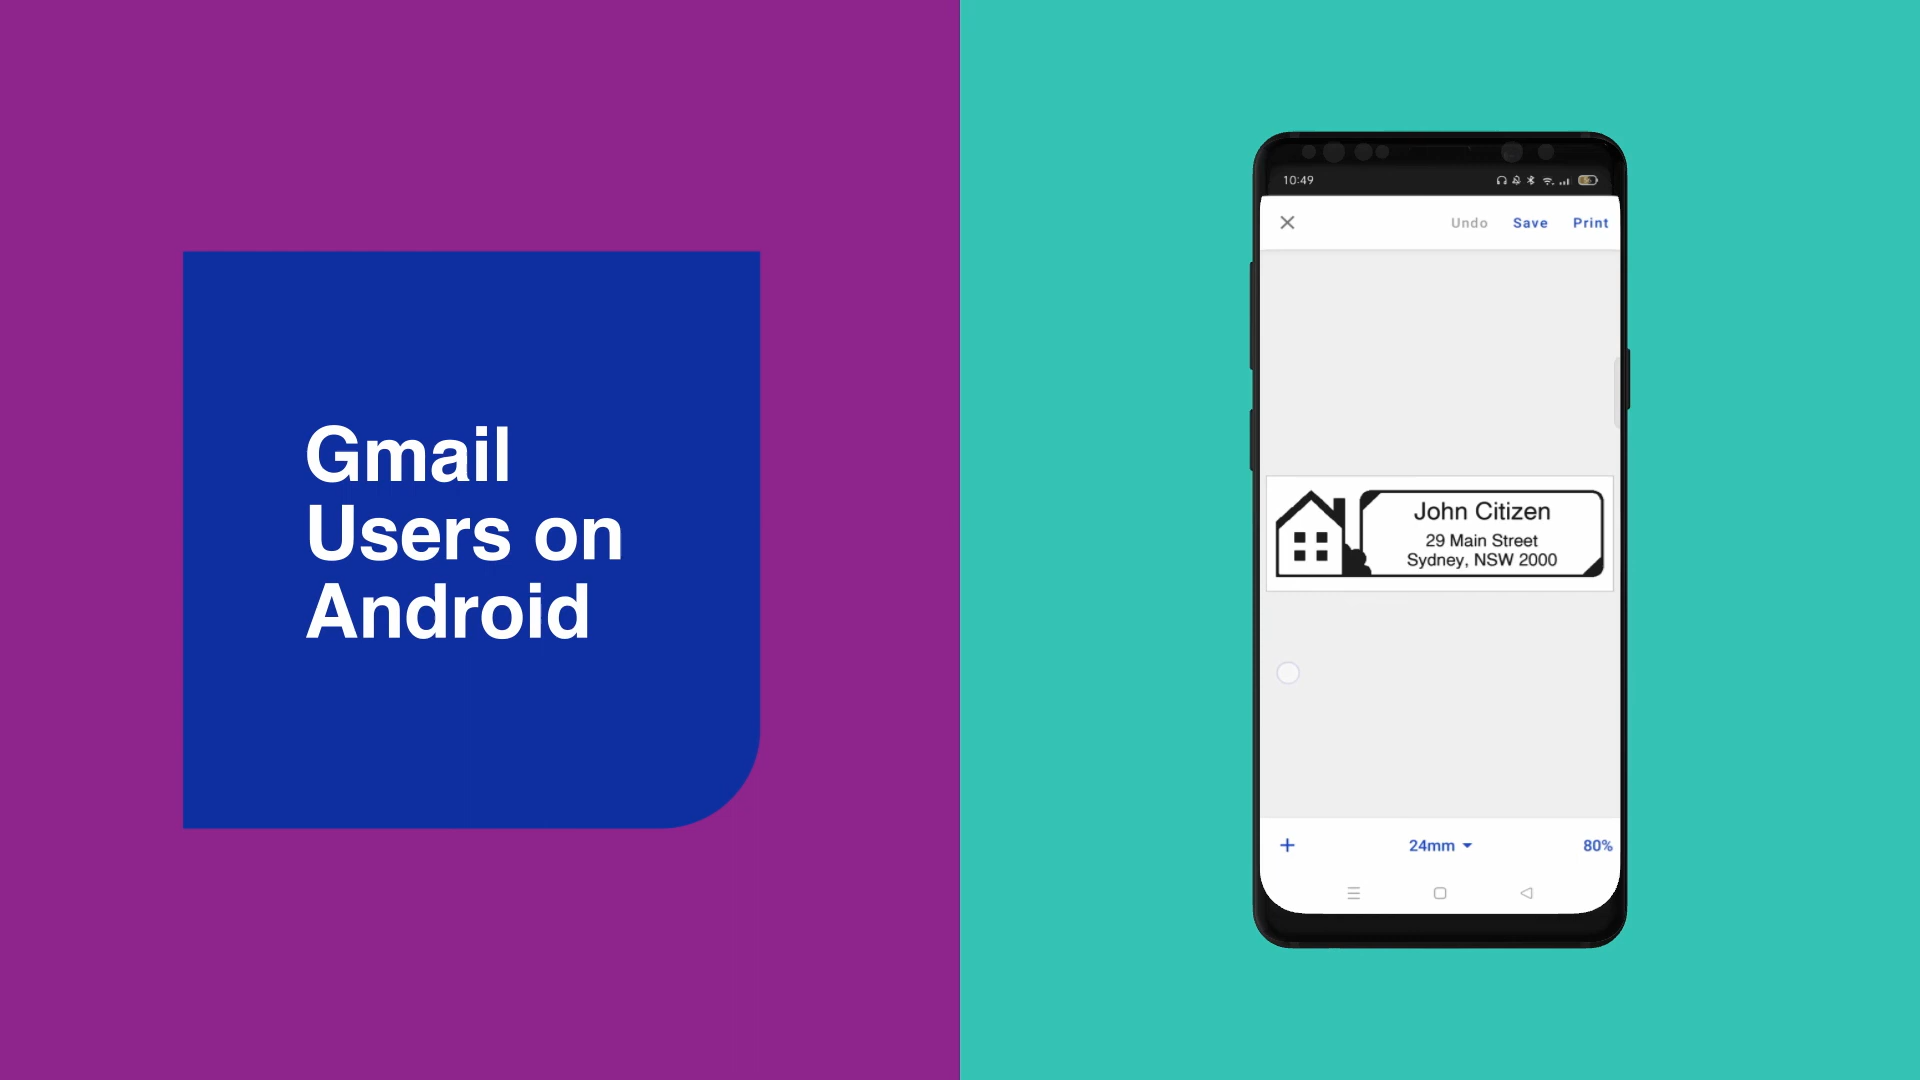 Gmail
Users on
Android
10:49
Undo Save Print
John Citizen
29 Main Street
Sydney, NSW 2000
24mm
80%